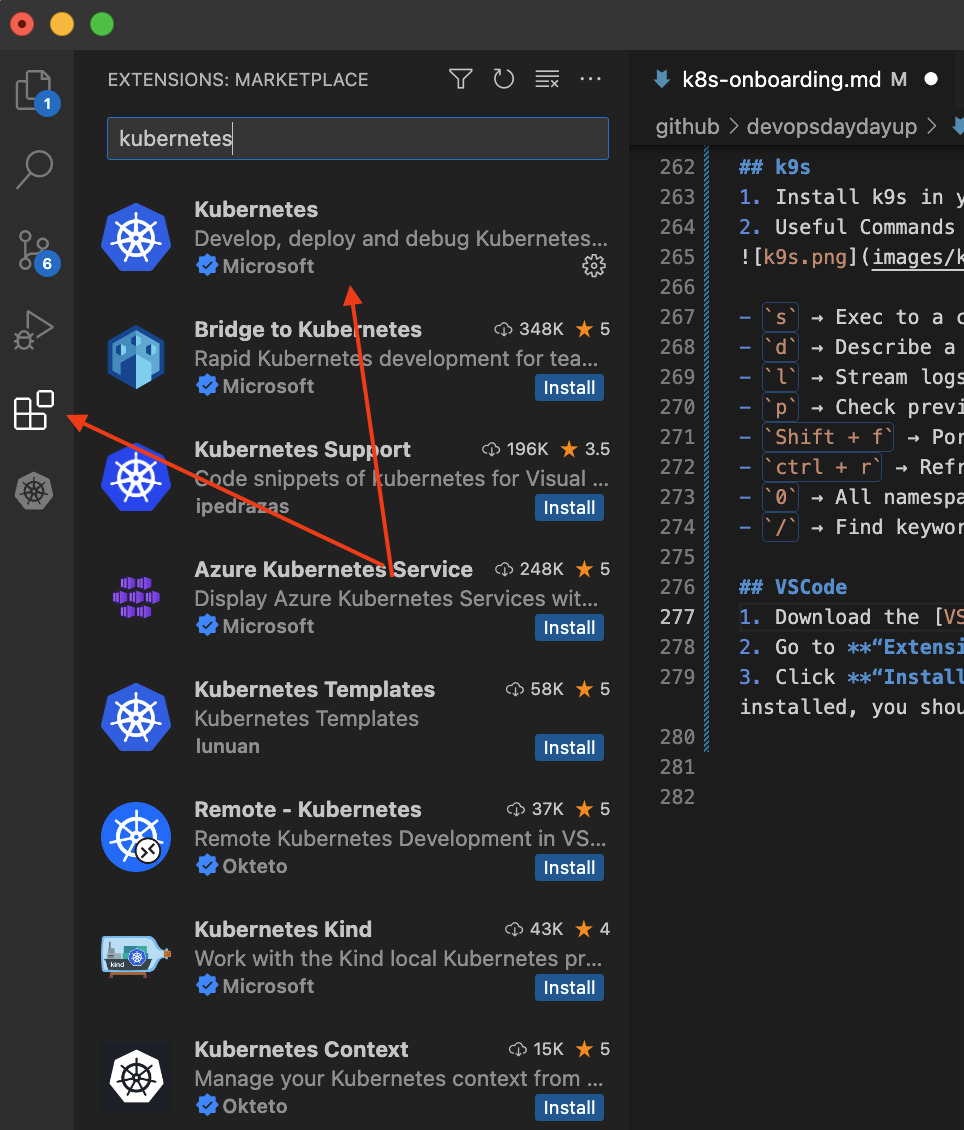 EXTENSIONS: MARKETPLACE
kubernetes
1
6
Kubernetes
Develop, deploy and debug Kubernetes...
Microsoft
Bridge to Kubernetes 348K 5
Rapid Kubernetes development for tea...
Microsoft Install
Kubernetes Support 196K 3.5
Code snippets of kubernetes for Visual ...
ipedrazas Install
Azure Kubernetes Service 248K 5
Display Azure Kubernetes Services wit...
Microsoft Install
Kubernetes Templates 58K 5
Kubernetes Templates
lunuan Install
Remote - Kubernetes 37K 5
Remote Kubernetes Development in VS...
Okteto Install
Kubernetes Kind 43K 4
Work with the Kind local Kubernetes pr...
kind
Microsoft Install
Kubernetes Context 15K 5
Manage your Kubernetes context from ...
Okteto Install
k8s-onboarding.md M
github > devopsdaydayup >
262 ## k9s
263 1. Install k9s in y
264 2. Useful Commands
265 ![k9s.png](images/k
266
267 - `s` → Exec to a c
268 - `d` → Describe a
269 - `l` → Stream logs
270 - `p` → Check previ
271 - `Shift + f` → Por
272 - `ctrl + r` → Refr
273 - `0` → All namespa
274 - `/` → Find keywor
275
276 ## VSCode
277 1. Download the [VS
278 2. Go to **“Extensi
279 3. Click **“Install
installed, you shou
280
281
282